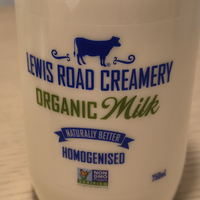 LEWIS ROAD CREAMERY
ORGANIC Milk
NATURALLY BETTER
HOMOGENISED
NON
GMO
750ml